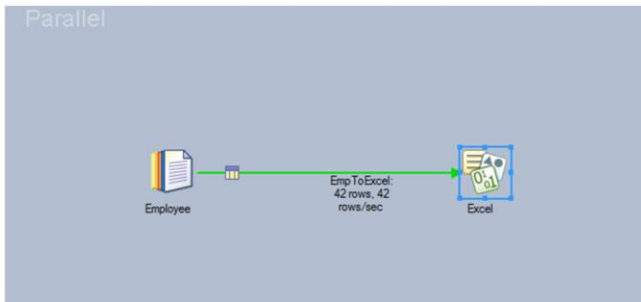 Parallel
EmpToExcel:
42 rows, 42
rows/sec
Employee
Excel